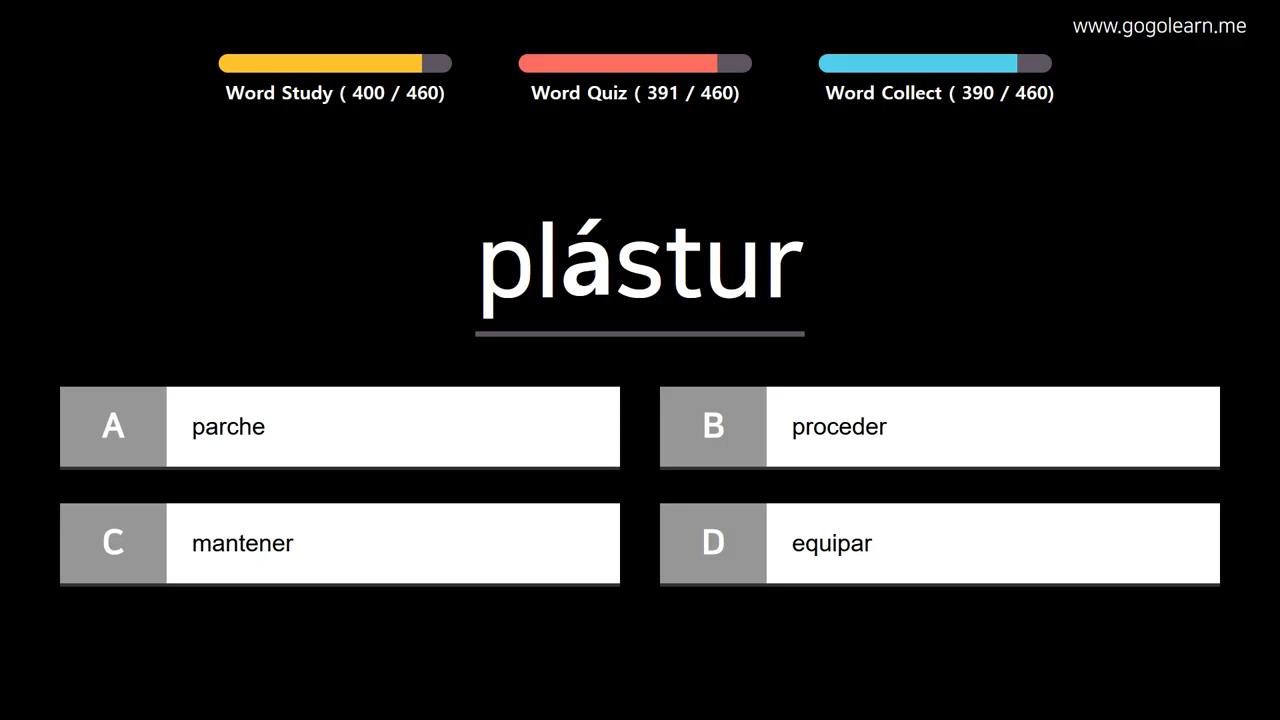 www.gogolearn.me
Word Study ( 400 / 460)
Word Quiz ( 391 / 460)
Word Collect ( 390 / 460)
plástur
A parche
B proceder
C mantener
D equipar